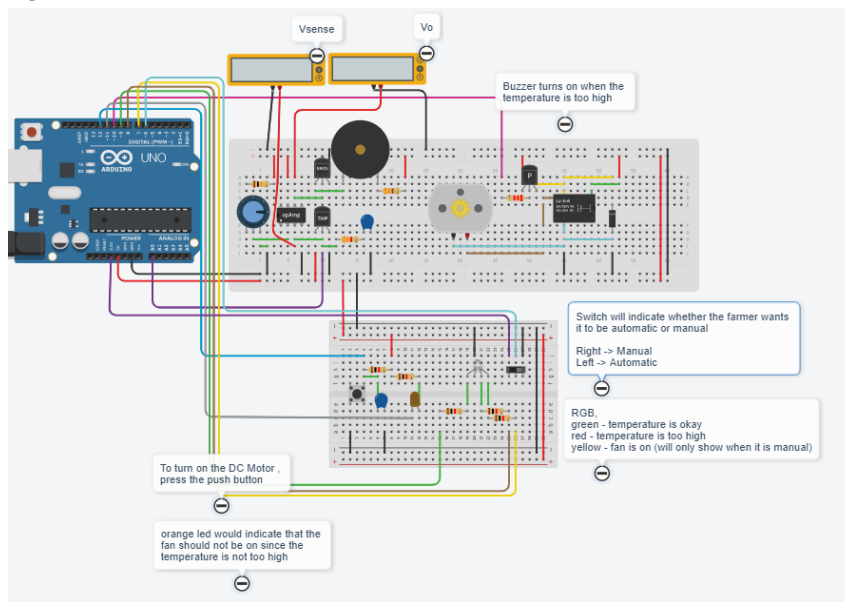 Vsense
Vo
Buzzer turns on when the
temperature is too high
DIGITAL (PWM ~)
UNO
ARDUINO
POWER
ANALOG IN
NMOS
opAmp
TMP
P
Switch will indicate whether the farmer wants
it to be automatic or manual
Right -> Manual
Left -> Automatic
RGB,
green - temperature is okay
red - temperature is too high
yellow - fan is on (will only show when it is manual)
To turn on the DC Motor ,
press the push button
orange led would indicate that the
fan should not be on since the
temperature is not too high